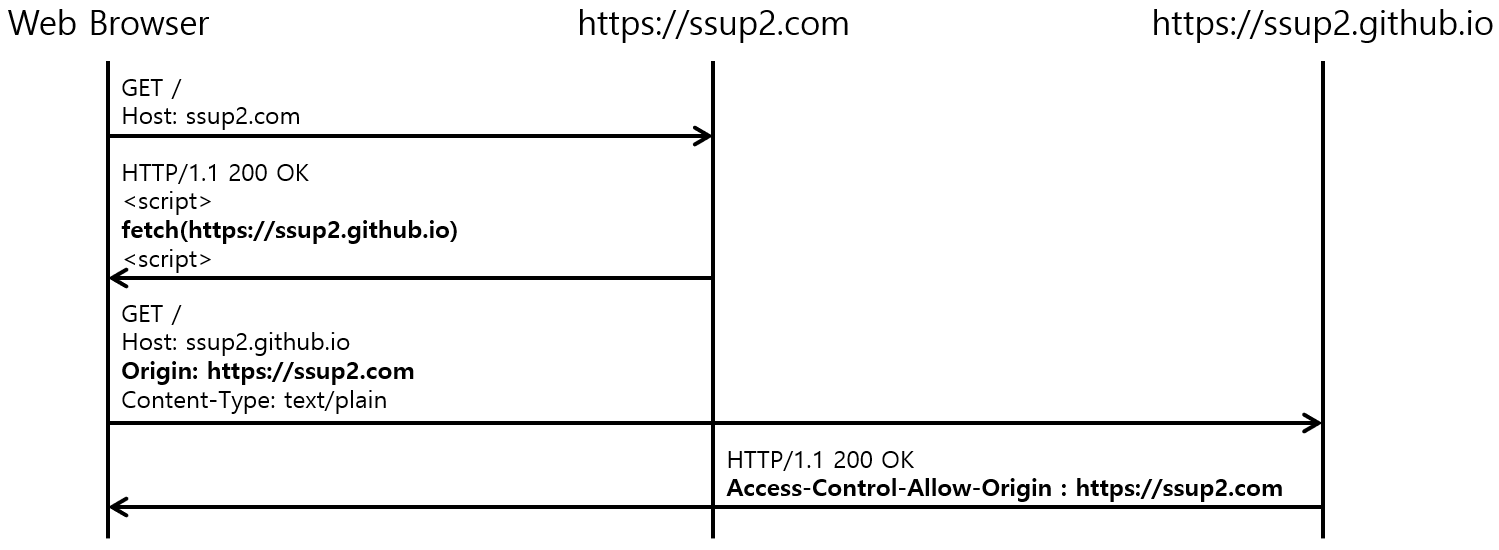 Web Browser
https://ssup2.com
https://ssup2.github.io
GET /
Host: ssup2.com
HTTP/1.1 200 OK
<script>
fetch(https://ssup2.github.io)
<script>
GET /
Host: ssup2.github.io
Origin: https://ssup2.com
Content-Type: text/plain
HTTP/1.1 200 OK
Access-Control-Allow-Origin : https://ssup2.com